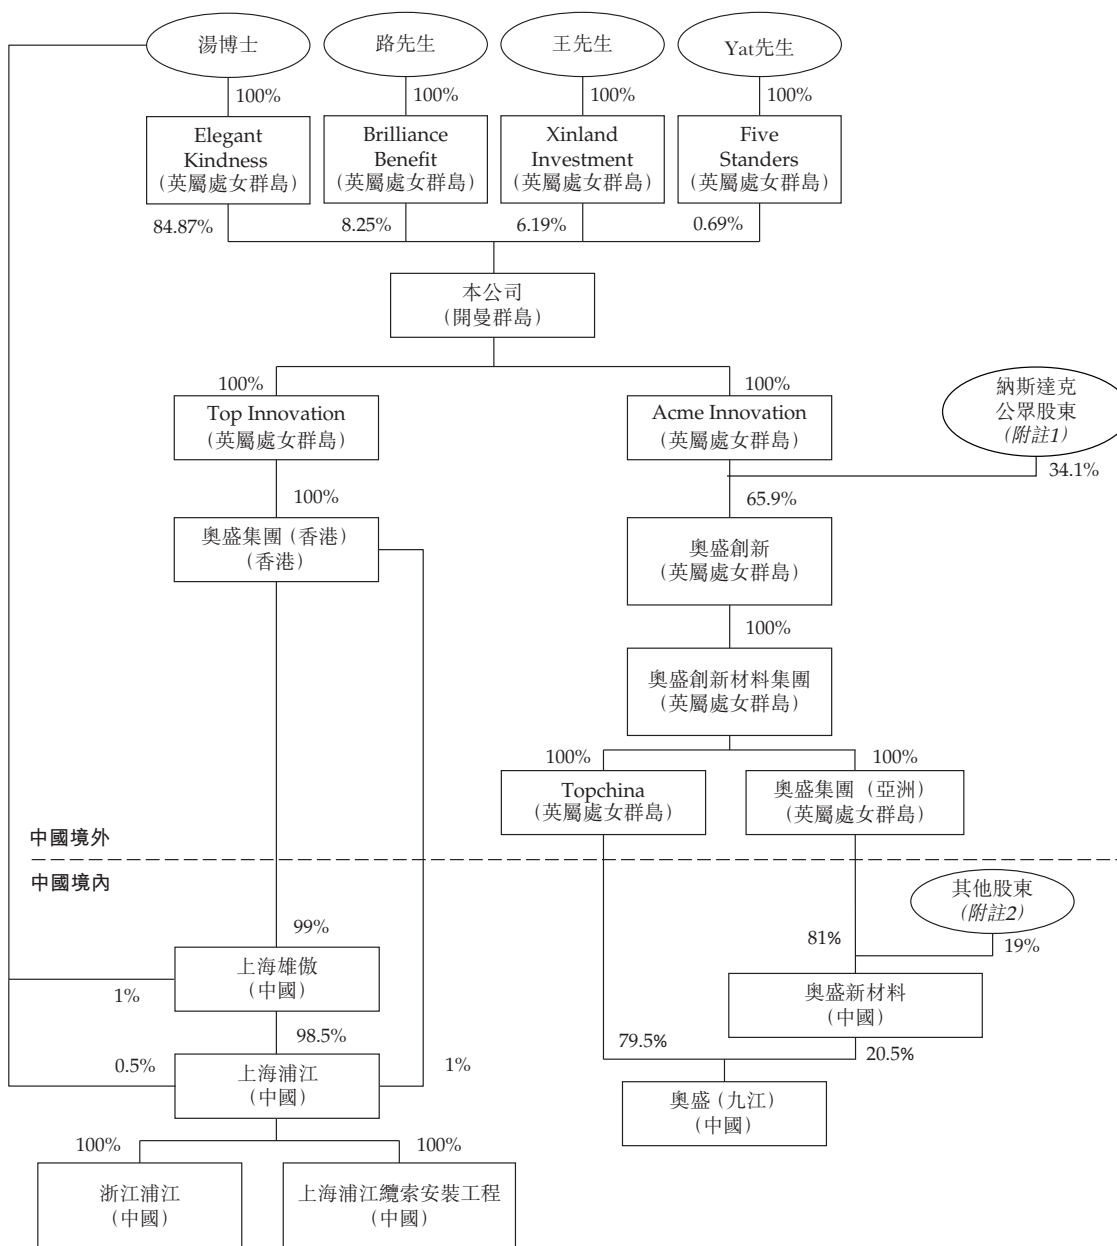 湯博士
路先生
王先生
Yat先生
100%
100%
100%
100%
Elegant
Kindness
(英屬處女群島)
Brilliance
Benefit
(英屬處女群島)
Xinland
Investment
(英屬處女群島)
Five
Standers
(英屬處女群島)
84.87%
8.25%
6.19%
0.69%
本公司
(開曼群島)
100%
100%
Top Innovation
(英屬處女群島)
Acme Innovation
(英屬處女群島)
納斯達克
公眾股東
(附註1)
34.1%
100%
65.9%
奧盛集團(香港)
(香港)
奧盛創新
(英屬處女群島)
100%
奧盛創新材料集團
(英屬處女群島)
100%
100%
Topchina
(英屬處女群島)
奧盛集團(亞洲)
(英屬處女群島)
中國境外
中國境內
其他股東
(附註2)
99%
81%
19%
上海雄傲
(中國)
1%
奧盛新材料
(中國)
98.5%
79.5%
20.5%
0.5%
上海浦江
(中國)
1%
奧盛(九江)
(中國)
100%
100%
浙江浦江
(中國)
上海浦江纜索安裝工程
(中國)